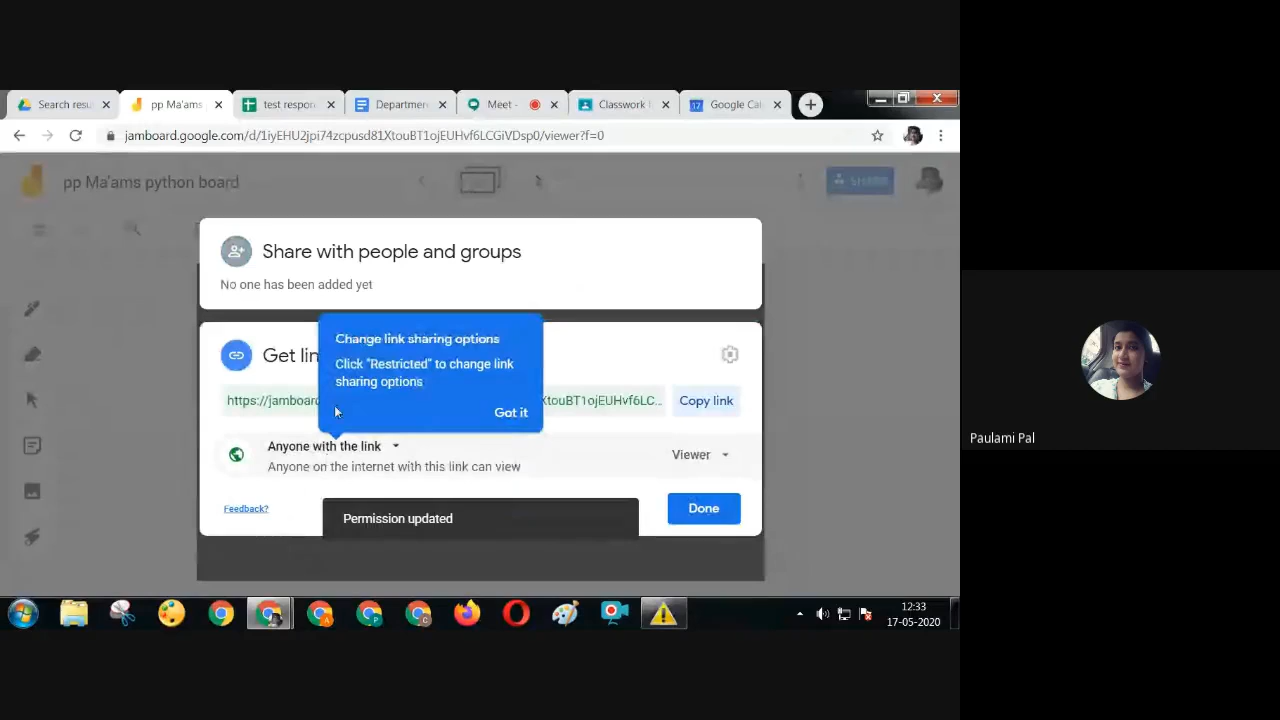 Search resu
pp Ma'ams
test respon
Departmen
Meet -
Classwork
Google Cal
jamboard.google.com/d/1iyEHU2jpi74zcpusd81XtouBT1ojEUHvf6LCGiVDsp0/viewer?f=0
pp Ma'ams python board
SHARE
Share with people and groups
No one has been added yet
Change link sharing options
Click "Restricted" to change link
sharing options
Got it
Get lin
https://jamboard
XtouBT1ojEUHvf6LC...
Copy link
Anyone with the link
Anyone on the internet with this link can view
Viewer
Feedback?
Permission updated
Done
Paulami Pal
12:33
17-05-2020